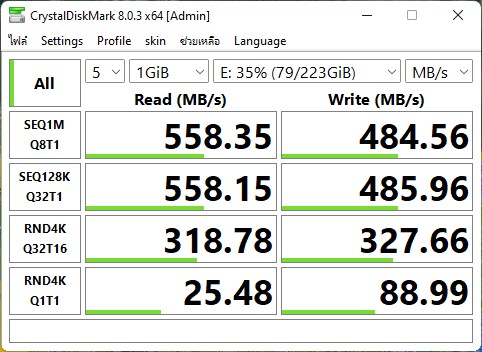 CrystalDiskMark 8.0.3 x64 [Admin]
ไฟล์ Settings Profile skin ช่วยเหลือ Language
All 5 1GiB E: 35% (79/223GiB) MB/s
Read (MB/s) Write (MB/s)
SEQ1M
Q8T1
558.35 484.56
SEQ128K
Q32T1
558.15 485.96
RND4K
Q32T16
318.78 327.66
RND4K
Q1T1
25.48 88.99